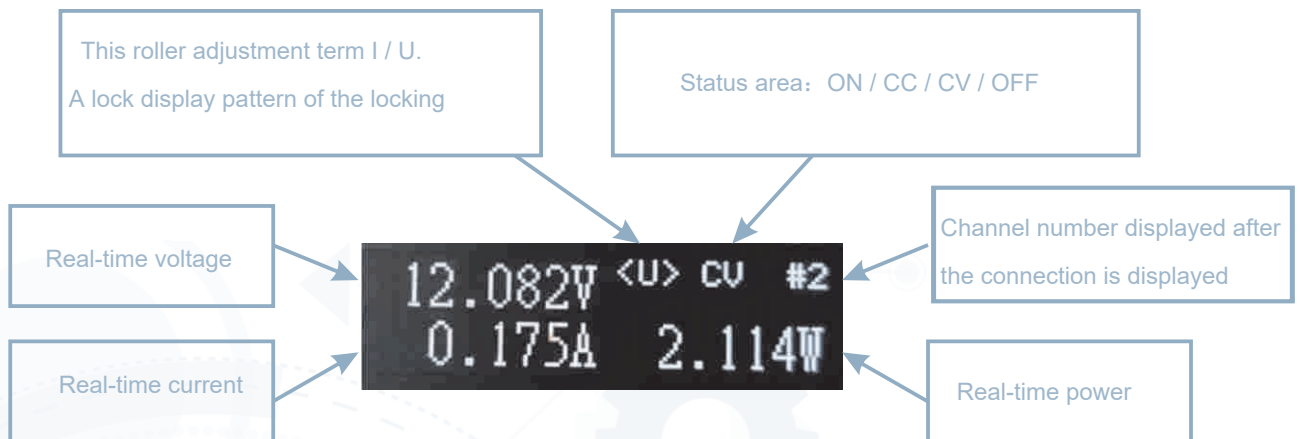 This roller adjustment term I / U.
A lock display pattern of the locking
Status area：ON / CC / CV / OFF
Real-time voltage
Channel number displayed after
the connection is displayed
12.082V <U> CV #2
0.175A 2.114W
Real-time current
Real-time power